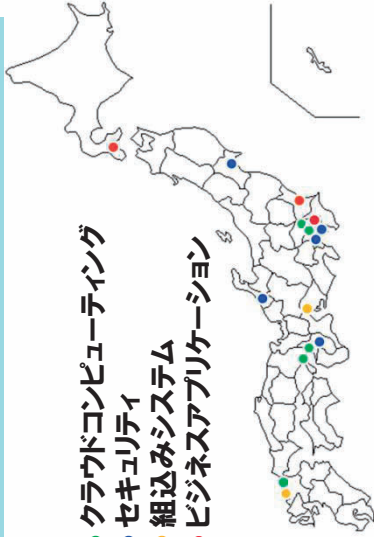 クラウドコンピューティング
セキュリティ
組込みシステム
ビジネスアプリケーション